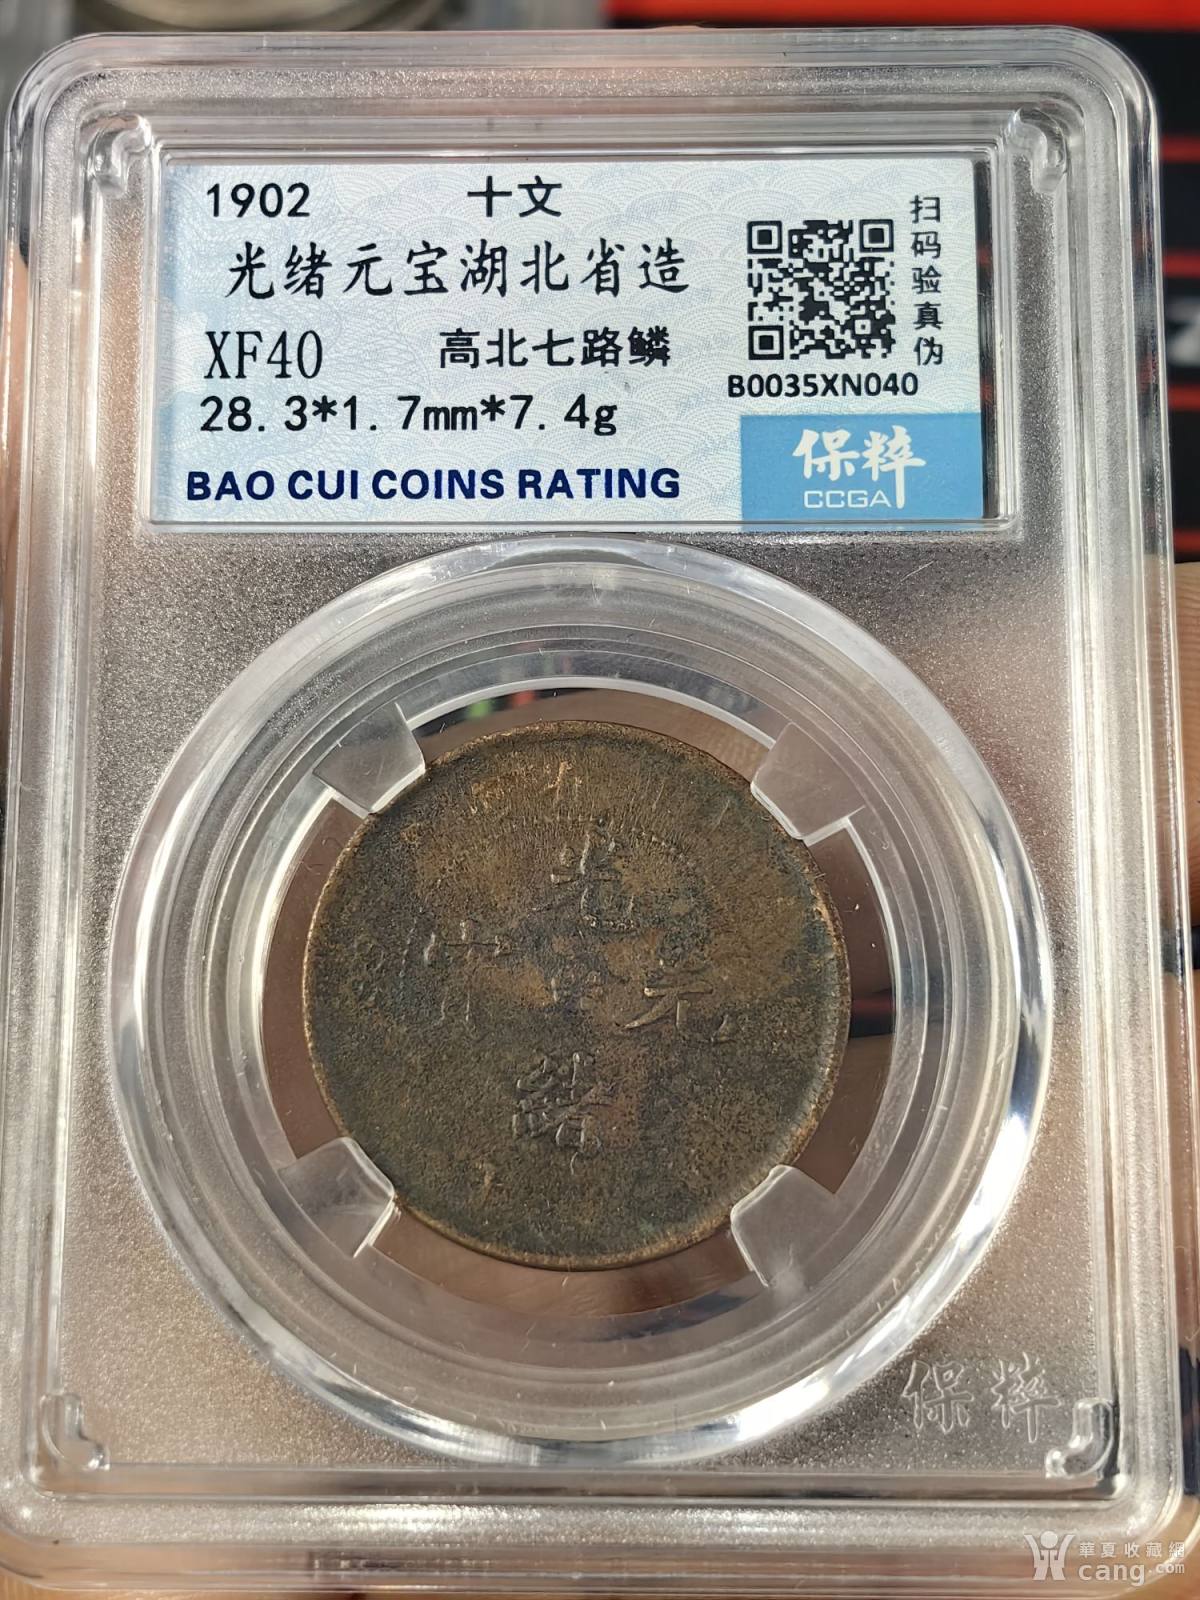 1902 十文
光绪元宝湖北省造
XF40 高北七路鳞
28.3*1.7mm*7.4g
BAO CUI COINS RATING
扫码验真伪
B0035XN040
保粹
CCGA
光
元
緒
保粹
華夏收藏網
cang.com